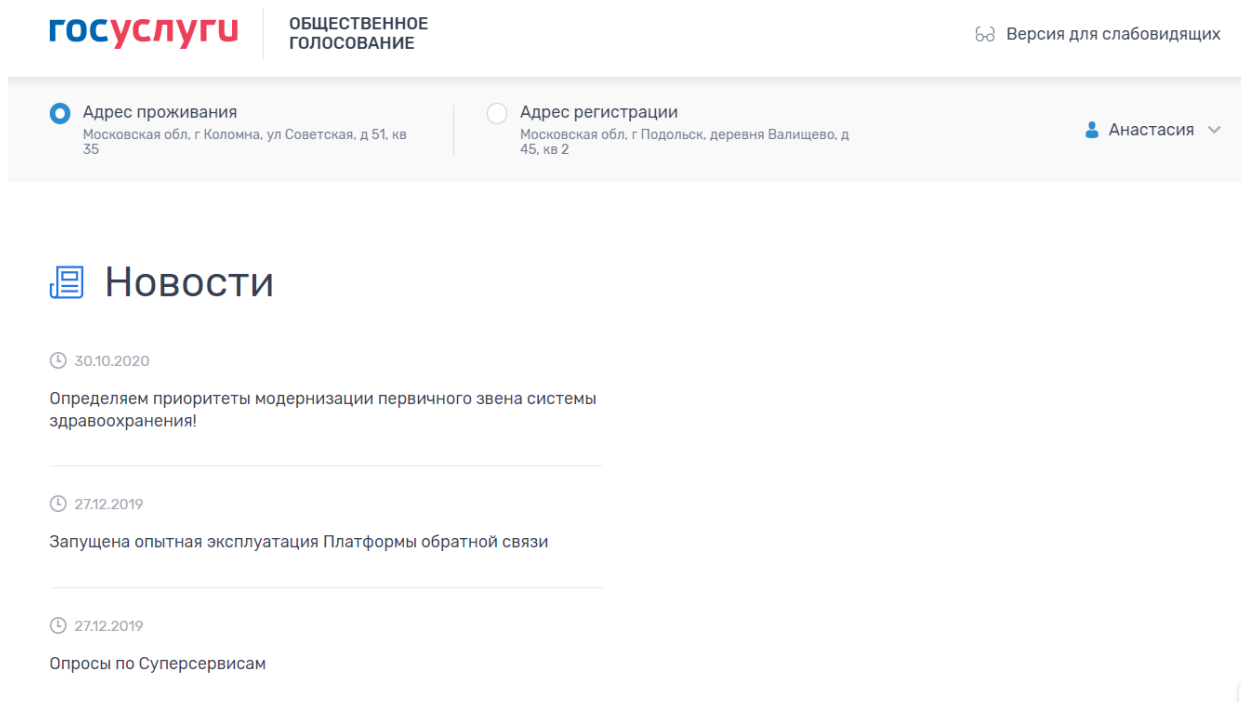 госуслуги
ОБЩЕСТВЕННОЕ
ГОЛОСОВАНИЕ
Версия для слабовидящих
Адрес проживания
Московская обл, г Коломна, ул Советская, д 51, кв
35
Адрес регистрации
Московская обл, г Подольск, деревня Валищево, д
45, кв 2
Анастасия
Новости
30.10.2020
Определяем приоритеты модернизации первичного звена системы
здравоохранения!
27.12.2019
Запущена опытная эксплуатация Платформы обратной связи
27.12.2019
Опросы по Суперсервисам